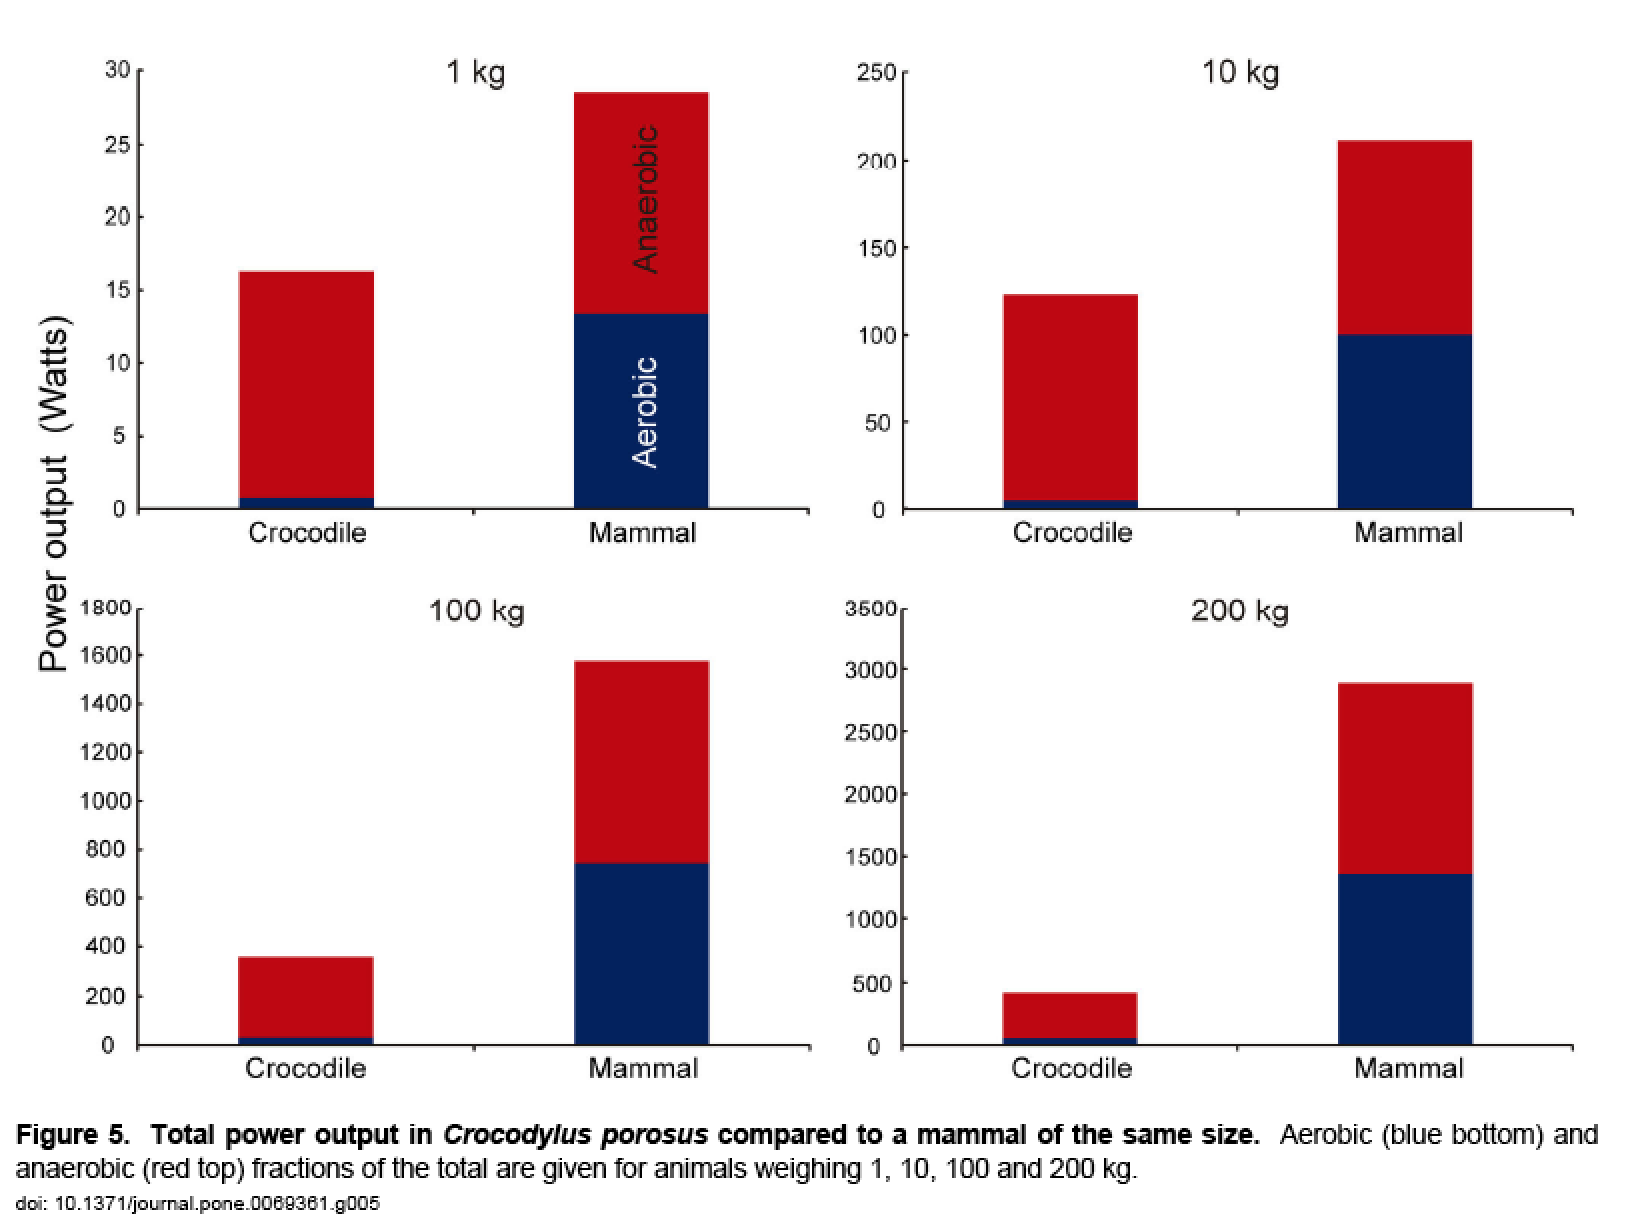 Power output (Watts)
1 kg
30
25
20
15
10
5
0
Anaerobic
Aerobic
Crocodile
Mammal
10 kg
250
200
150
100
50
0
Crocodile
Mammal
100 kg
1800
1600
1400
1200
1000
800
600
400
200
0
Crocodile
Mammal
200 kg
3500
3000
2500
2000
1500
1000
500
0
Crocodile
Mammal
Figure 5. Total power output in Crocodylus porosus compared to a mammal of the same size. Aerobic (blue bottom) and
anaerobic (red top) fractions of the total are given for animals weighing 1, 10, 100 and 200 kg.
doi: 10.1371/journal.pone.0069361.g005